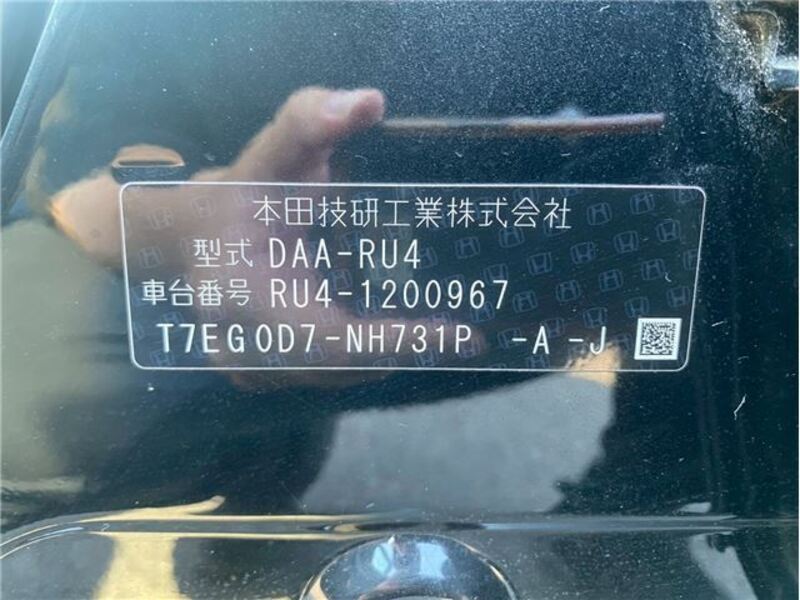 本田技研工業株式会社
型式 DAA-RU4
車台番号 RU4-1200967
T7EG0D7-NH731P -A -J